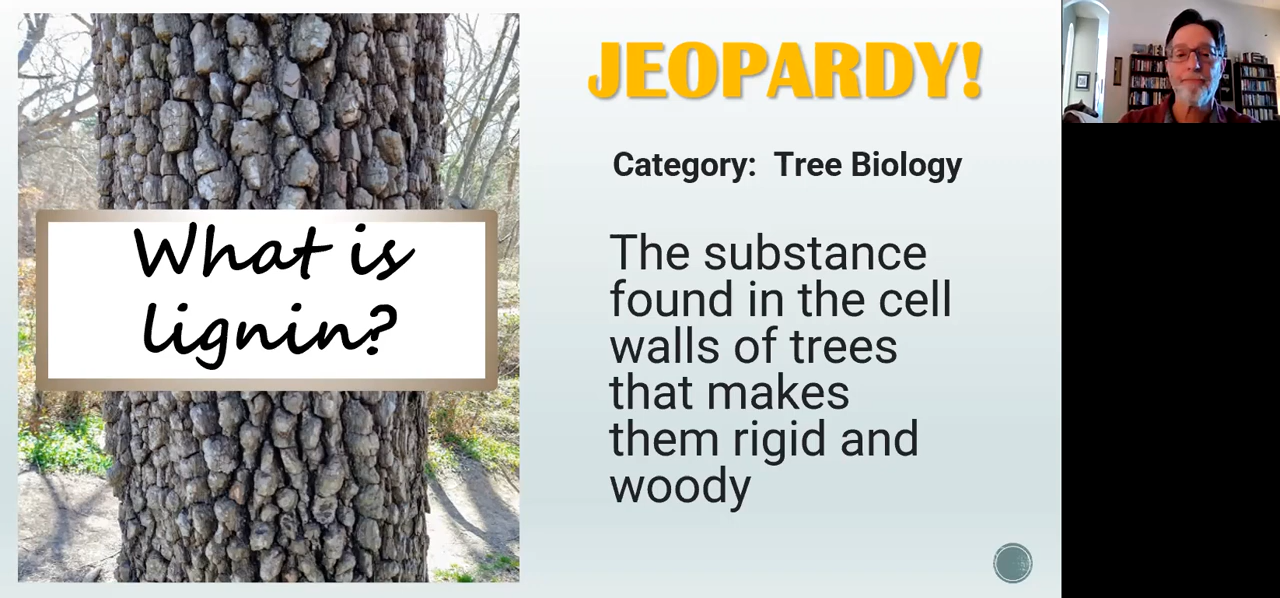 JEOPARDY!
Category: Tree Biology
What is
lignin?
The substance
found in the cell
walls of trees
that makes
them rigid and
woody